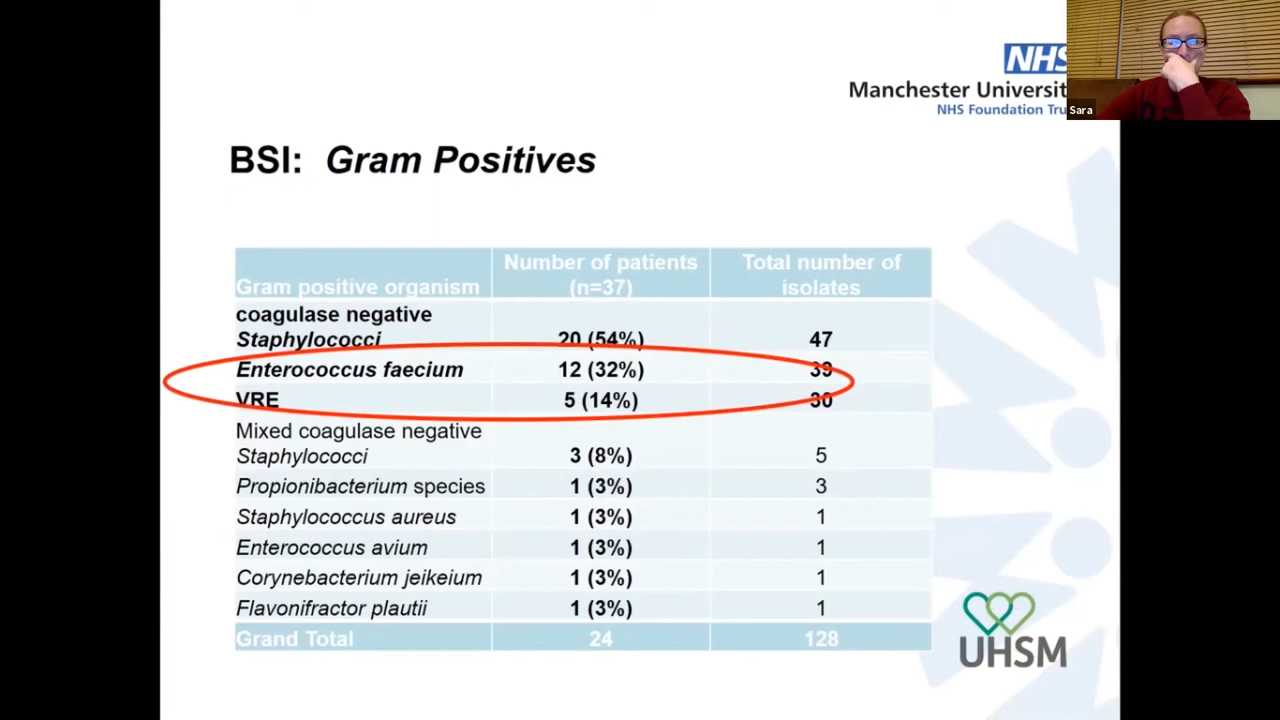 NHS
Manchester Universit
NHS Foundation Tru
Sara
BSI: Gram Positives
Gram positive organism Number of patients (n=37) Total number of isolates
coagulase negative
Staphylococci 20 (54%) 47
Enterococcus faecium 12 (32%) 39
VRE 5 (14%) 30
Mixed coagulase negative
Staphylococci 3 (8%) 5
Propionibacterium species 1 (3%) 3
Staphylococcus aureus 1 (3%) 1
Enterococcus avium 1 (3%) 1
Corynebacterium jeikeium 1 (3%) 1
Flavonifractor plautii 1 (3%) 1
Grand Total 24 128
UHSM